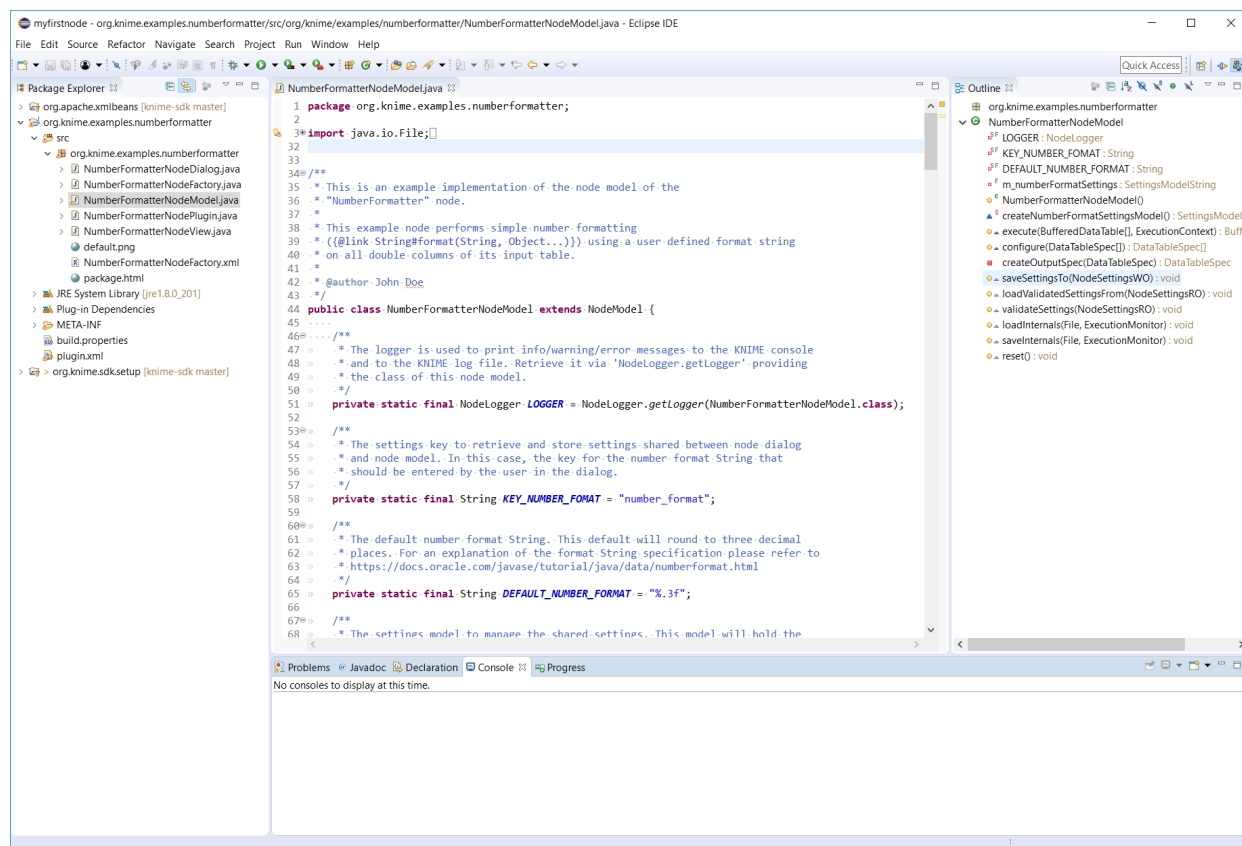 myfirstnode - org.knime.examples.numberformatter/src/org/knime/examples/numberformatter/NumberFormatterNodeModel.java - Eclipse IDE
File Edit Source Refactor Navigate Search Project Run Window Help
Quick Access
Package Explorer
org.apache.xmlbeans [knime-sdk master]
org.knime.examples.numberformatter
src
org.knime.examples.numberformatter
NumberFormatterNodeDialog.java
NumberFormatterNodeFactory.java
NumberFormatterNodeModel.java
NumberFormatterNodePlugin.java
NumberFormatterNodeView.java
default.png
NumberFormatterNodeFactory.xml
package.html
JRE System Library [jre1.8.0_201]
Plug-in Dependencies
META-INF
build.properties
plugin.xml
> org.knime.sdk.setup [knime-sdk master]
NumberFormatterNodeModel.java
1 package org.knime.examples.numberformatter;
2
3 import java.io.File;
32
33
34 /**
35 * This is an example implementation of the node model of the
36 * "NumberFormatter" node.
37 *
38 * This example node performs simple number formatting
39 * ({@link String#format(String, Object...)}) using a user defined format string
40 * on all double columns of its input table.
41 *
42 * @author John Doe
43 */
44 public class NumberFormatterNodeModel extends NodeModel {
45
46 /**
47 * The logger is used to print info/warning/error messages to the KNIME console
48 * and to the KNIME log file. Retrieve it via 'NodeLogger.getLogger' providing
49 * the class of this node model.
50 */
51 private static final NodeLogger LOGGER = NodeLogger.getLogger(NumberFormatterNodeModel.class);
52
53 /**
54 * The settings key to retrieve and store settings shared between node dialog
55 * and node model. In this case, the key for the number format String that
56 * should be entered by the user in the dialog.
57 */
58 private static final String KEY_NUMBER_FOMAT = "number_format";
59
60 /**
61 * The default number format String. This default will round to three decimal
62 * places. For an explanation of the format String specification please refer to
63 * https://docs.oracle.com/javase/tutorial/java/data/numberformat.html
64 */
65 private static final String DEFAULT_NUMBER_FORMAT = "%.3f";
66
67 /**
68 * The settings model to manage the shared settings. This model will hold the
Outline
org.knime.examples.numberformatter
NumberFormatterNodeModel
LOGGER : NodeLogger
KEY_NUMBER_FOMAT : String
DEFAULT_NUMBER_FORMAT : String
m_numberFormatSettings : SettingsModelString
NumberFormatterNodeModel()
createNumberFormatSettingsModel() : SettingsModel
execute(BufferedDataTable[], ExecutionContext) : Buff
configure(DataTableSpec[]) : DataTableSpec[]
createOutputSpec(DataTableSpec) : DataTableSpec
saveSettingsTo(NodeSettingsWO) : void
loadValidatedSettingsFrom(NodeSettingsRO) : void
validateSettings(NodeSettingsRO) : void
loadInternals(File, ExecutionMonitor) : void
saveInternals(File, ExecutionMonitor) : void
reset() : void
Problems Javadoc Declaration Console Progress
No consoles to display at this time.